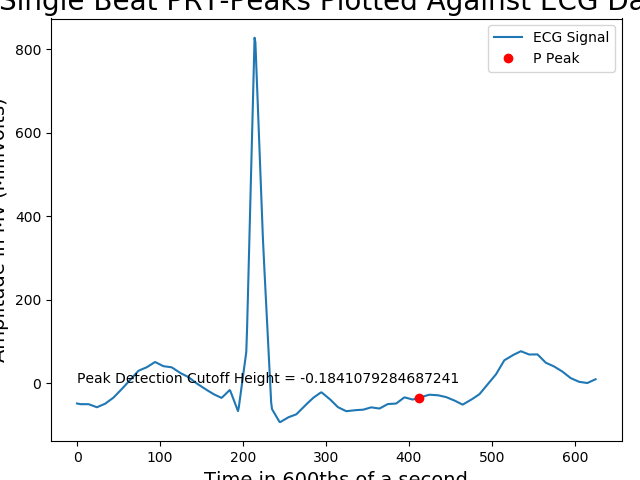 Single Beat PRT-Peaks Plotted Against ECG Da
ECG Signal
P Peak
800
600
400
200
0
Amplitude in MV (MilliVolts)
Peak Detection Cutoff Height = -0.1841079284687241
0 100 200 300 400 500 600
Time in 600ths of a second